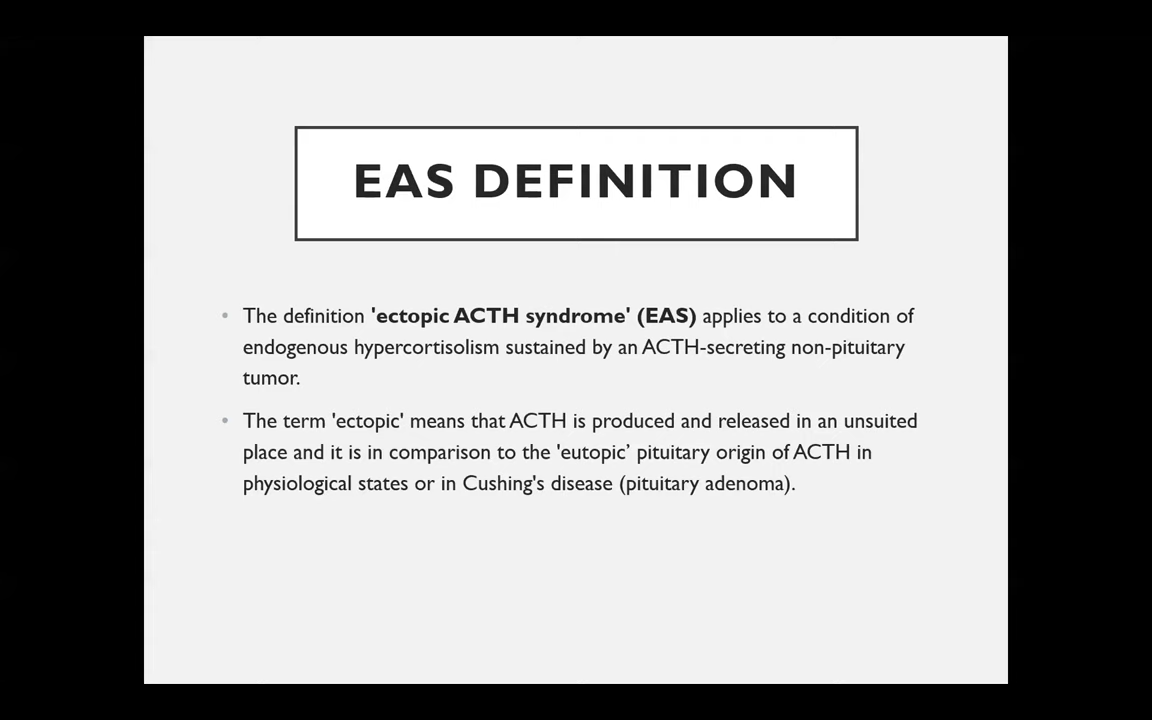 EAS DEFINITION
• The definition 'ectopic ACTH syndrome' (EAS) applies to a condition of
endogenous hypercortisolism sustained by an ACTH-secreting non-pituitary
tumor.
• The term 'ectopic' means that ACTH is produced and released in an unsuited
place and it is in comparison to the 'eutopic’ pituitary origin of ACTH in
physiological states or in Cushing's disease (pituitary adenoma).